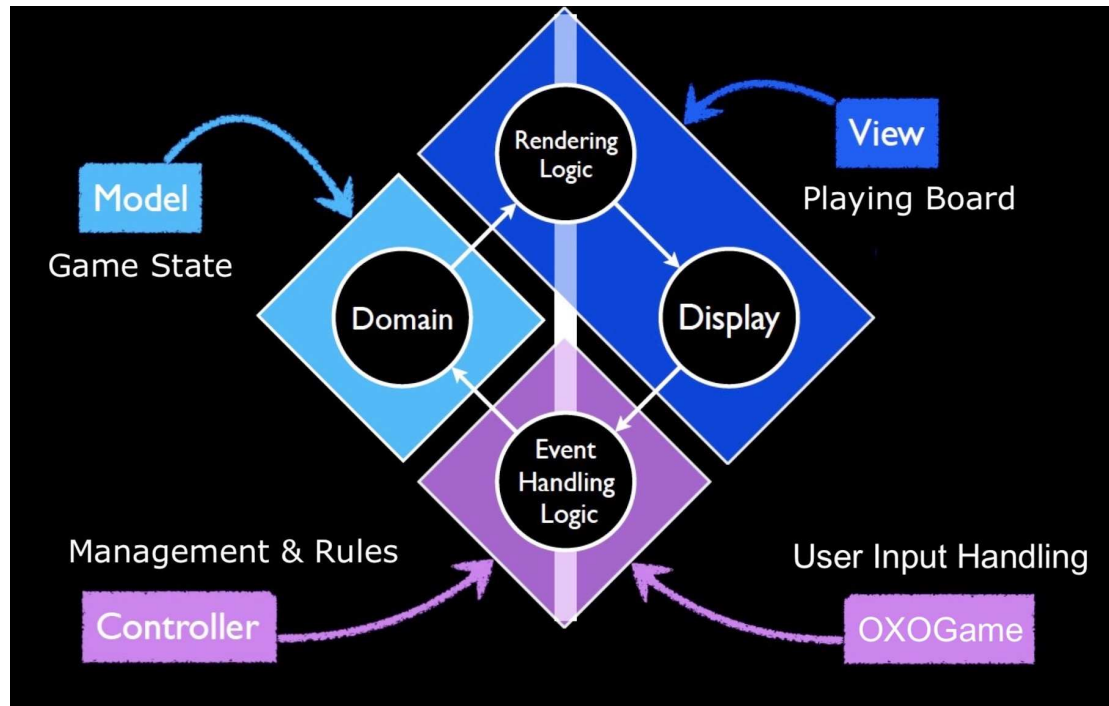 Rendering
Logic
View
Playing Board
Model
Game State
Domain
Display
Event
Handling
Logic
Management & Rules
Controller
User Input Handling
OXOGame